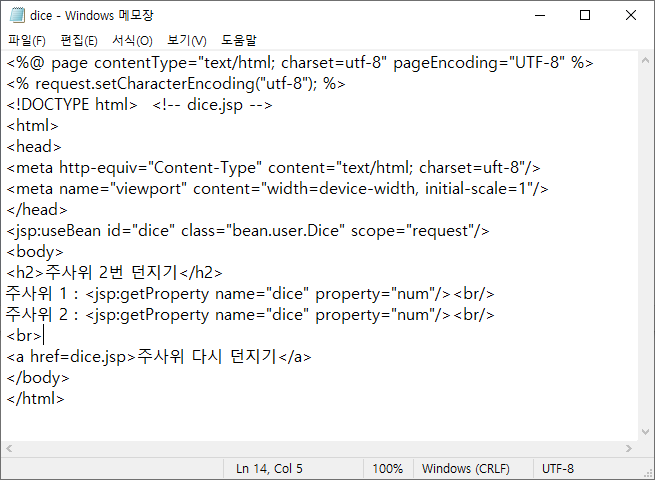 dice - Windows 메모장
파일(F) 편집(E) 서식(O) 보기(V) 도움말
<%@ page contentType="text/html; charset=utf-8" pageEncoding="UTF-8" %>
<% request.setCharacterEncoding("utf-8"); %>
<!DOCTYPE html>   <!-- dice.jsp -->
<html>
<head>
<meta http-equiv="Content-Type" content="text/html; charset=uft-8"/>
<meta name="viewport" content="width=device-width, initial-scale=1"/>
</head>
<jsp:useBean id="dice" class="bean.user.Dice" scope="request"/>
<body>
<h2>주사위 2번 던지기</h2>
주사위 1 : <jsp:getProperty name="dice" property="num"/><br/>
주사위 2 : <jsp:getProperty name="dice" property="num"/><br/>
<br>
<a href=dice.jsp>주사위 다시 던지기</a>
</body>
</html>
Ln 14, Col 5 100% Windows (CRLF) UTF-8